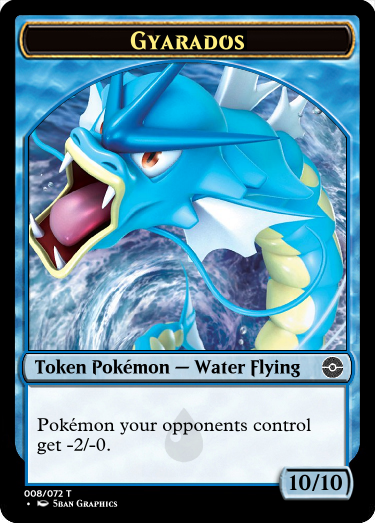 Gyarados
Token Pokémon — Water Flying
Pokémon your opponents control
get -2/-0.
10/10
008/072 T
• 5ban Graphics